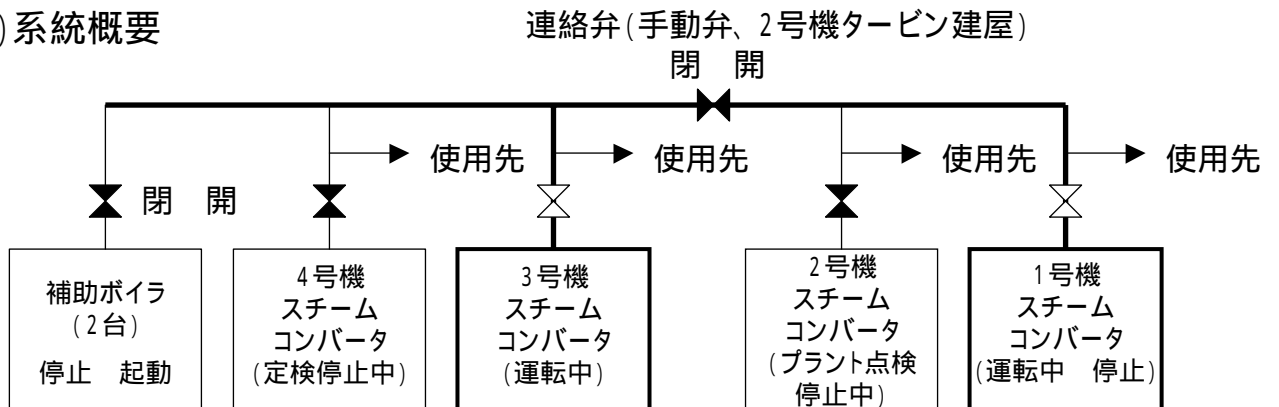 )系統概要
連絡弁(手動弁、2号機タービン建屋)
閉　開
使用先
使用先
使用先
使用先
閉　開
補助ボイラ
(2台)
停止　起動
4号機
スチーム
コンバータ
(定検停止中)
3号機
スチーム
コンバータ
(運転中)
2号機
スチーム
コンバータ
(プラント点検
停止中)
1号機
スチーム
コンバータ
(運転中　停止)